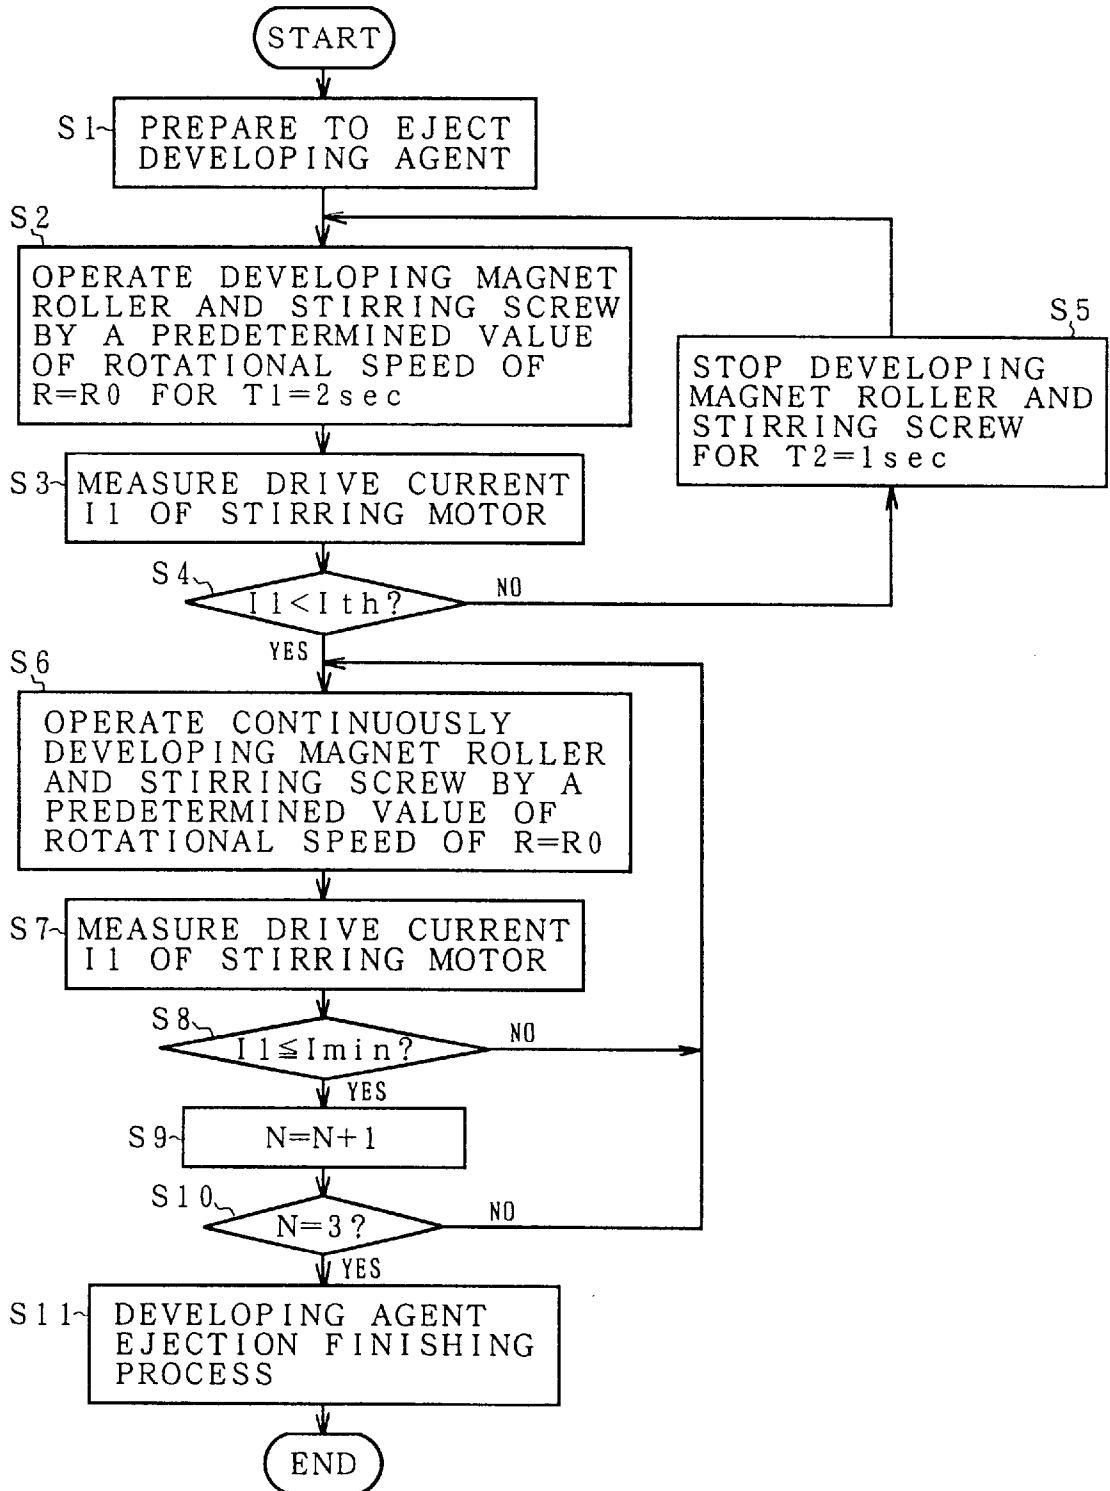 START
S1
PREPARE TO EJECT
DEVELOPING AGENT
S2
OPERATE DEVELOPING MAGNET
ROLLER AND STIRRING SCREW
BY A PREDETERMINED VALUE
OF ROTATIONAL SPEED OF
R=R0 FOR T1=2sec
S5
STOP DEVELOPING
MAGNET ROLLER AND
STIRRING SCREW
FOR T2=1sec
S3
MEASURE DRIVE CURRENT
I1 OF STIRRING MOTOR
S4
I1<Ith?
NO
YES
S6
OPERATE CONTINUOUSLY
DEVELOPING MAGNET ROLLER
AND STIRRING SCREW BY A
PREDETERMINED VALUE OF
ROTATIONAL SPEED OF R=R0
S7
MEASURE DRIVE CURRENT
I1 OF STIRRING MOTOR
S8
I1≦Imin?
NO
YES
S9
N=N+1
S10
N=3?
NO
YES
S11
DEVELOPING AGENT
EJECTION FINISHING
PROCESS
END